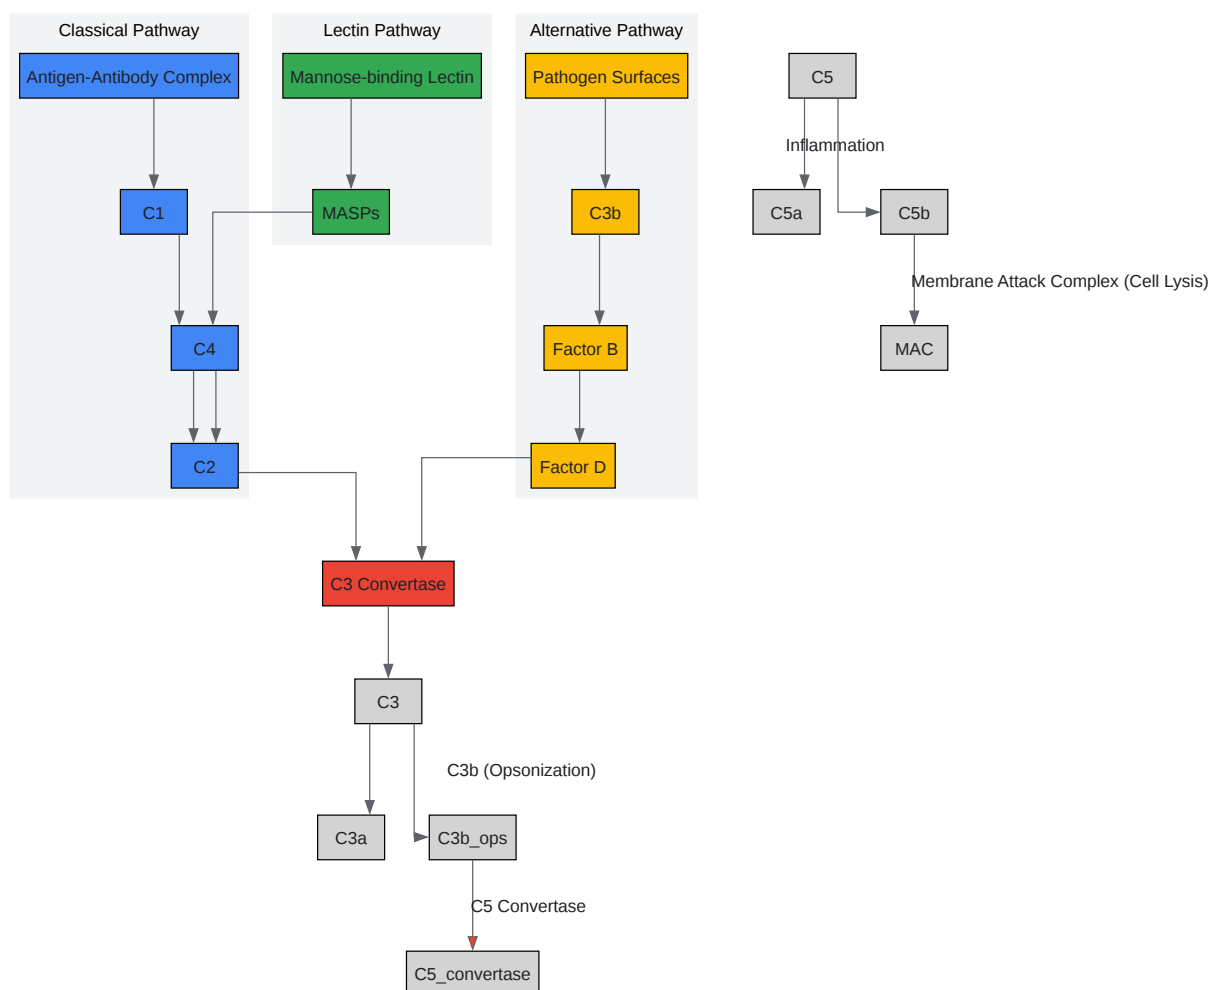 Classical Pathway
Lectin Pathway
Alternative Pathway
Antigen-Antibody Complex
Mannose-binding Lectin
Pathogen Surfaces
C5
Inflammation
C1
MASPs
C3b
C5a
C5b
Membrane Attack Complex (Cell Lysis)
C4
Factor B
MAC
C2
Factor D
C3 Convertase
C3
C3b (Opsonization)
C3a
C3b_ops
C5 Convertase
C5_convertase